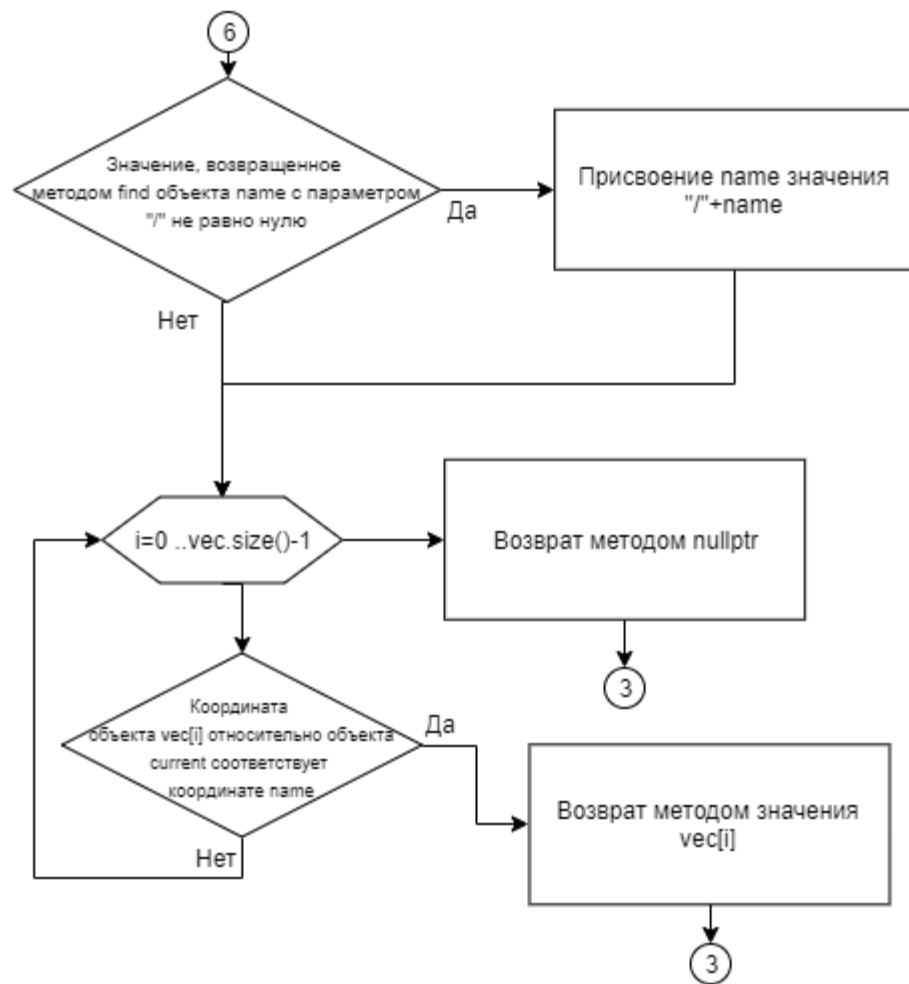 6
Значение, возвращенное
методом find объекта name с параметром
"/" не равно нулю
Да
Присвоение name значения
"/"+name
Нет
i=0 ..vec.size()-1
Возврат методом nullptr
3
Координата
объекта vec[i] относительно объекта
current соответствует
координате name
Да
Нет
Возврат методом значения
vec[i]
3